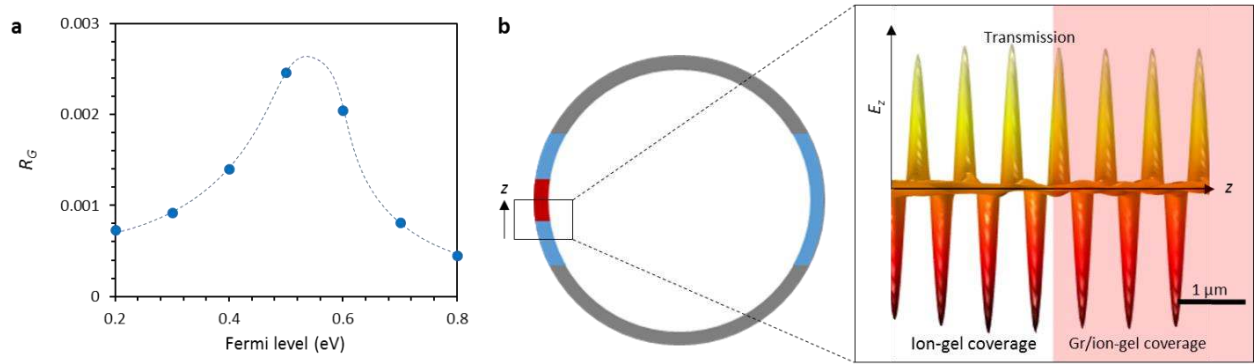 a
0.003
0.002
0.001
0
0.2
0.4
0.6
0.8
R_G
Fermi level (eV)
b
z
Transmission
E_z
z
Ion-gel coverage
Gr/ion-gel coverage
1 μm